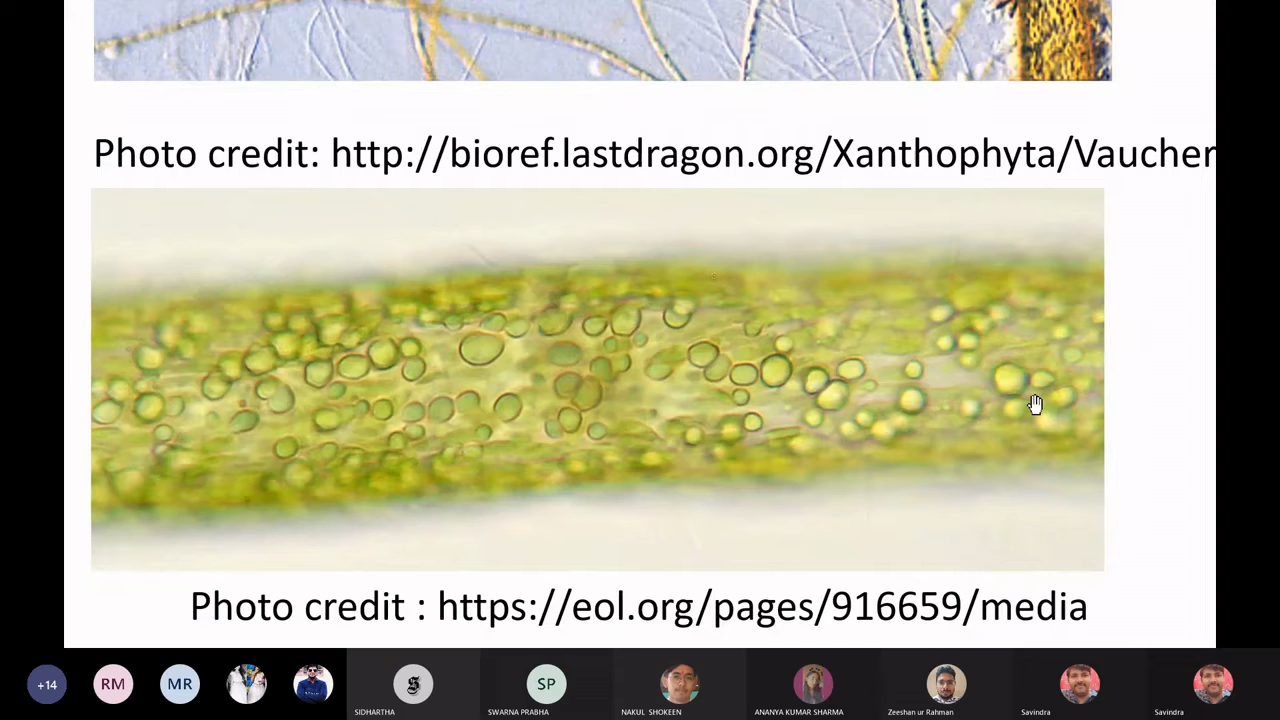 Photo credit: http://bioref.lastdragon.org/Xanthophyta/Vaucher
Photo credit : https://eol.org/pages/916659/media
+14
RM
MR
S
SP
SIDHARTHA
SWARNA PRABHA
NAKUL SHOKEEN
ANANYA KUMAR SHARMA
Zeeshan ur Rahman
Savindra
Savindra